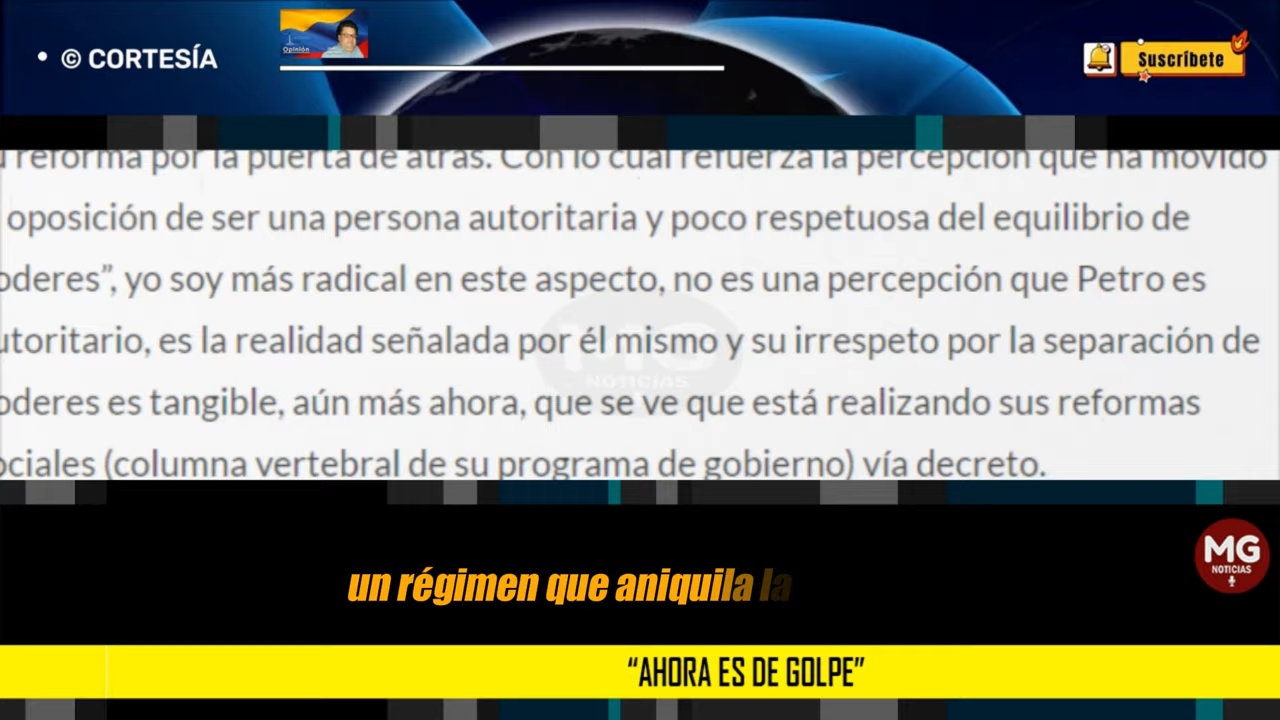 • © CORTESÍA
Opinión
Suscríbete
reforma por la puerta de atrás. Con lo cual refuerza la percepción que ha movido
oposición de ser una persona autoritaria y poco respetuosa del equilibrio de
oderes”, yo soy más radical en este aspecto, no es una percepción que Petro es
utoritario, es la realidad señalada por él mismo y su irrespeto por la separación de
oderes es tangible, aún más ahora, que se ve que está realizando sus reformas
ociales (columna vertebral de su programa de gobierno) vía decreto.
MG
NOTICIAS
un régimen que aniquila la
MG
NOTICIAS
“AHORA ES DE GOLPE”